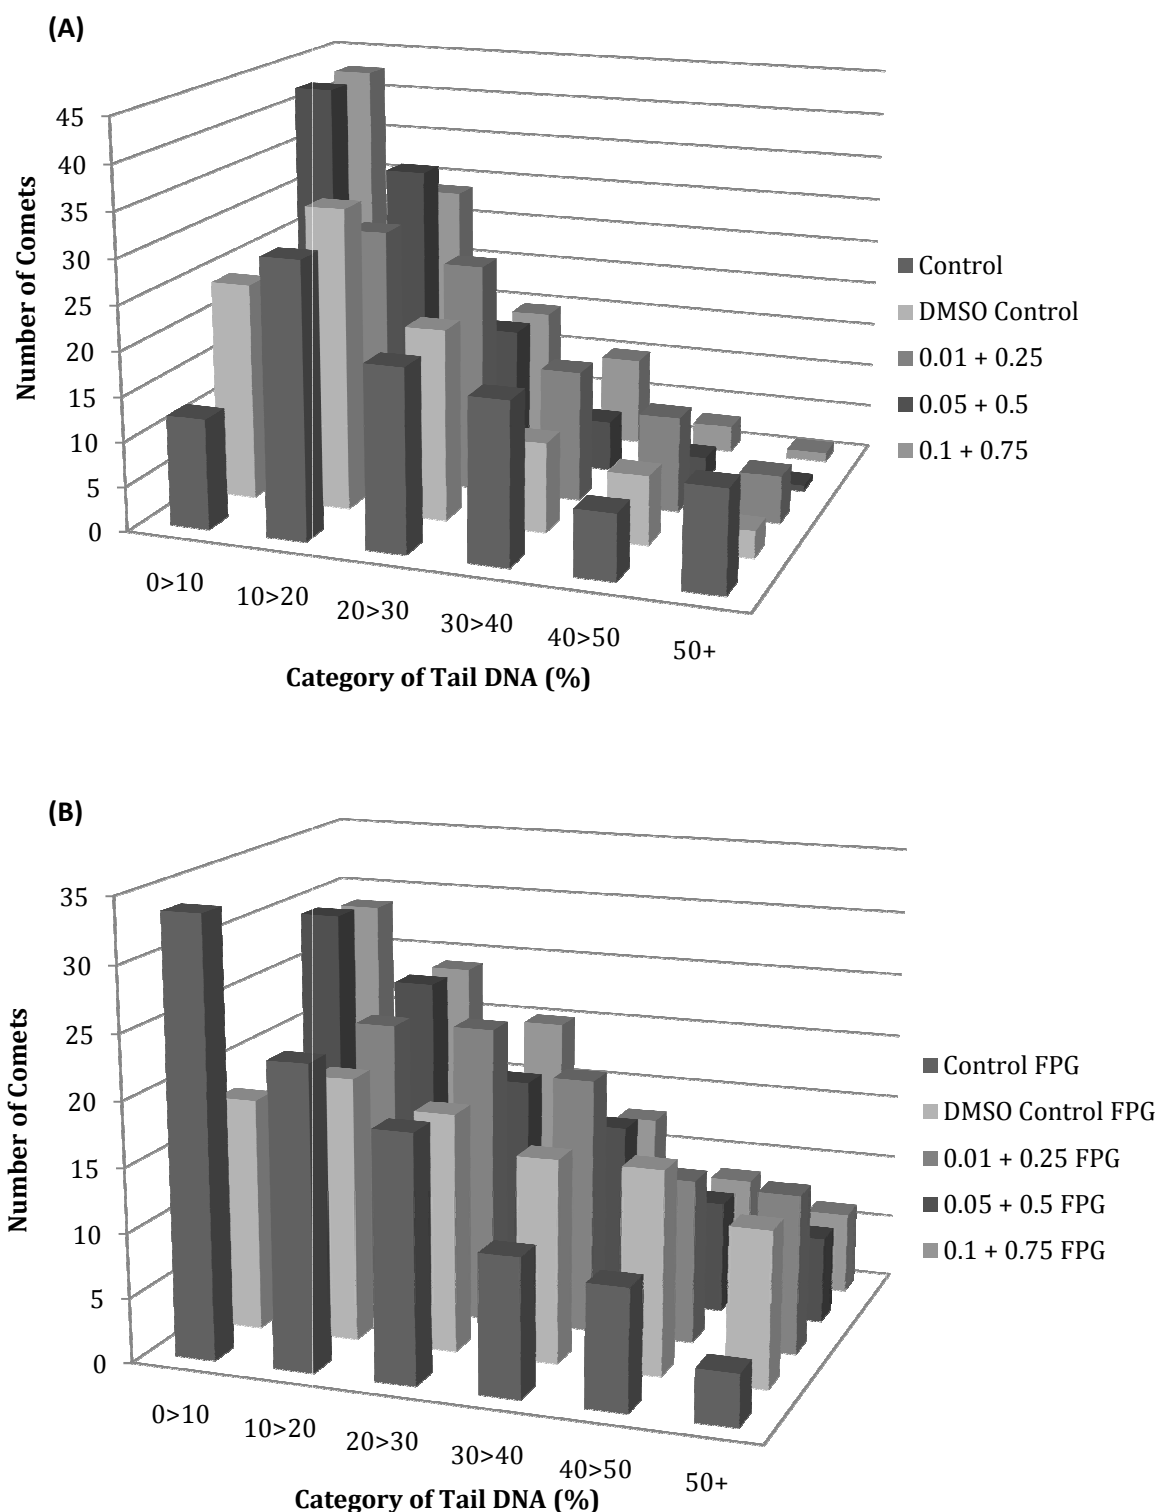 (A)
45
40
35
30
25
20
15
10
5
0
Number of Comets
0>10
10>20
20>30
30>40
40>50
50+
Category of Tail DNA (%)
Control
DMSO Control
0.01 + 0.25
0.05 + 0.5
0.1 + 0.75
(B)
35
30
25
20
15
10
5
0
Number of Comets
0>10
10>20
20>30
30>40
40>50
50+
Category of Tail DNA (%)
Control FPG
DMSO Control FPG
0.01 + 0.25 FPG
0.05 + 0.5 FPG
0.1 + 0.75 FPG